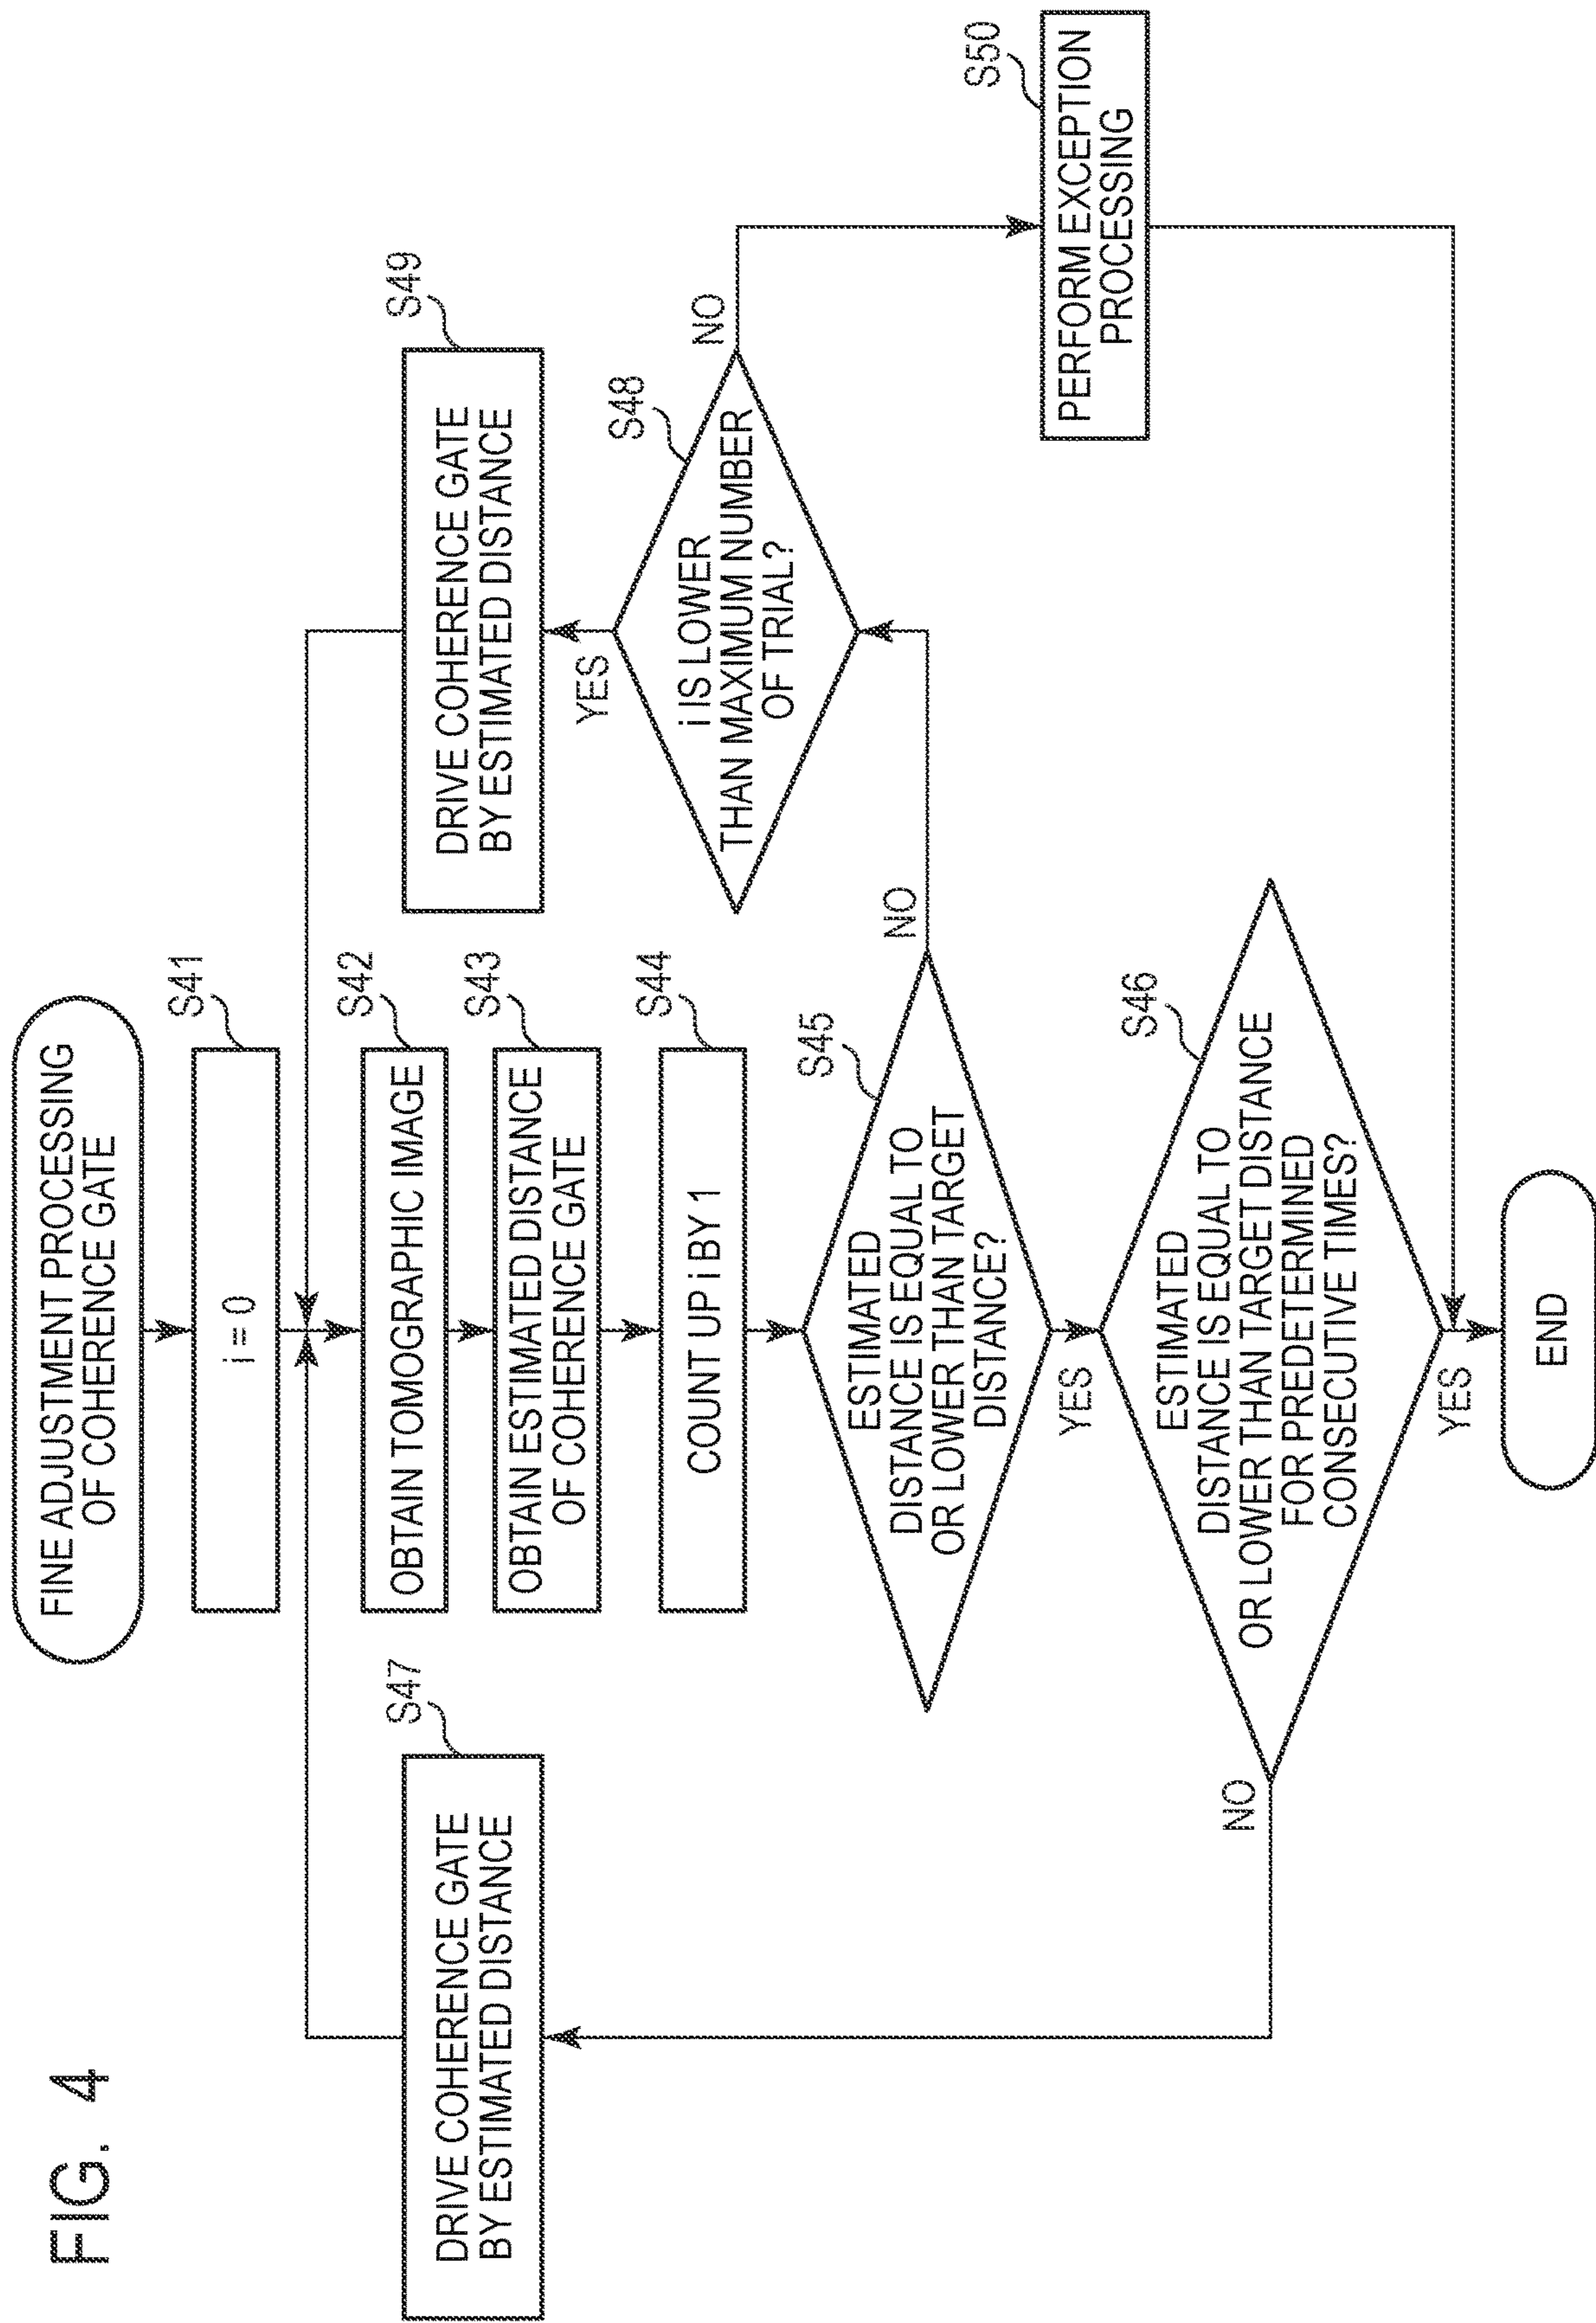 FIG. 4
FINE ADJUSTMENT PROCESSING
OF COHERENCE GATE
S41
i = 0
S42
OBTAIN TOMOGRAPHIC IMAGE
S43
OBTAIN ESTIMATED DISTANCE
OF COHERENCE GATE
S44
COUNT UP i BY 1
S45
ESTIMATED
DISTANCE IS EQUAL TO
OR LOWER THAN TARGET
DISTANCE?
NO
YES
S46
ESTIMATED
DISTANCE IS EQUAL TO
OR LOWER THAN TARGET DISTANCE
FOR PREDETERMINED
CONSECUTIVE TIMES?
NO
YES
S47
DRIVE COHERENCE GATE
BY ESTIMATED DISTANCE
S48
i IS LOWER
THAN MAXIMUM NUMBER
OF TRIAL?
YES
NO
S49
DRIVE COHERENCE GATE
BY ESTIMATED DISTANCE
S50
PERFORM EXCEPTION
PROCESSING
END